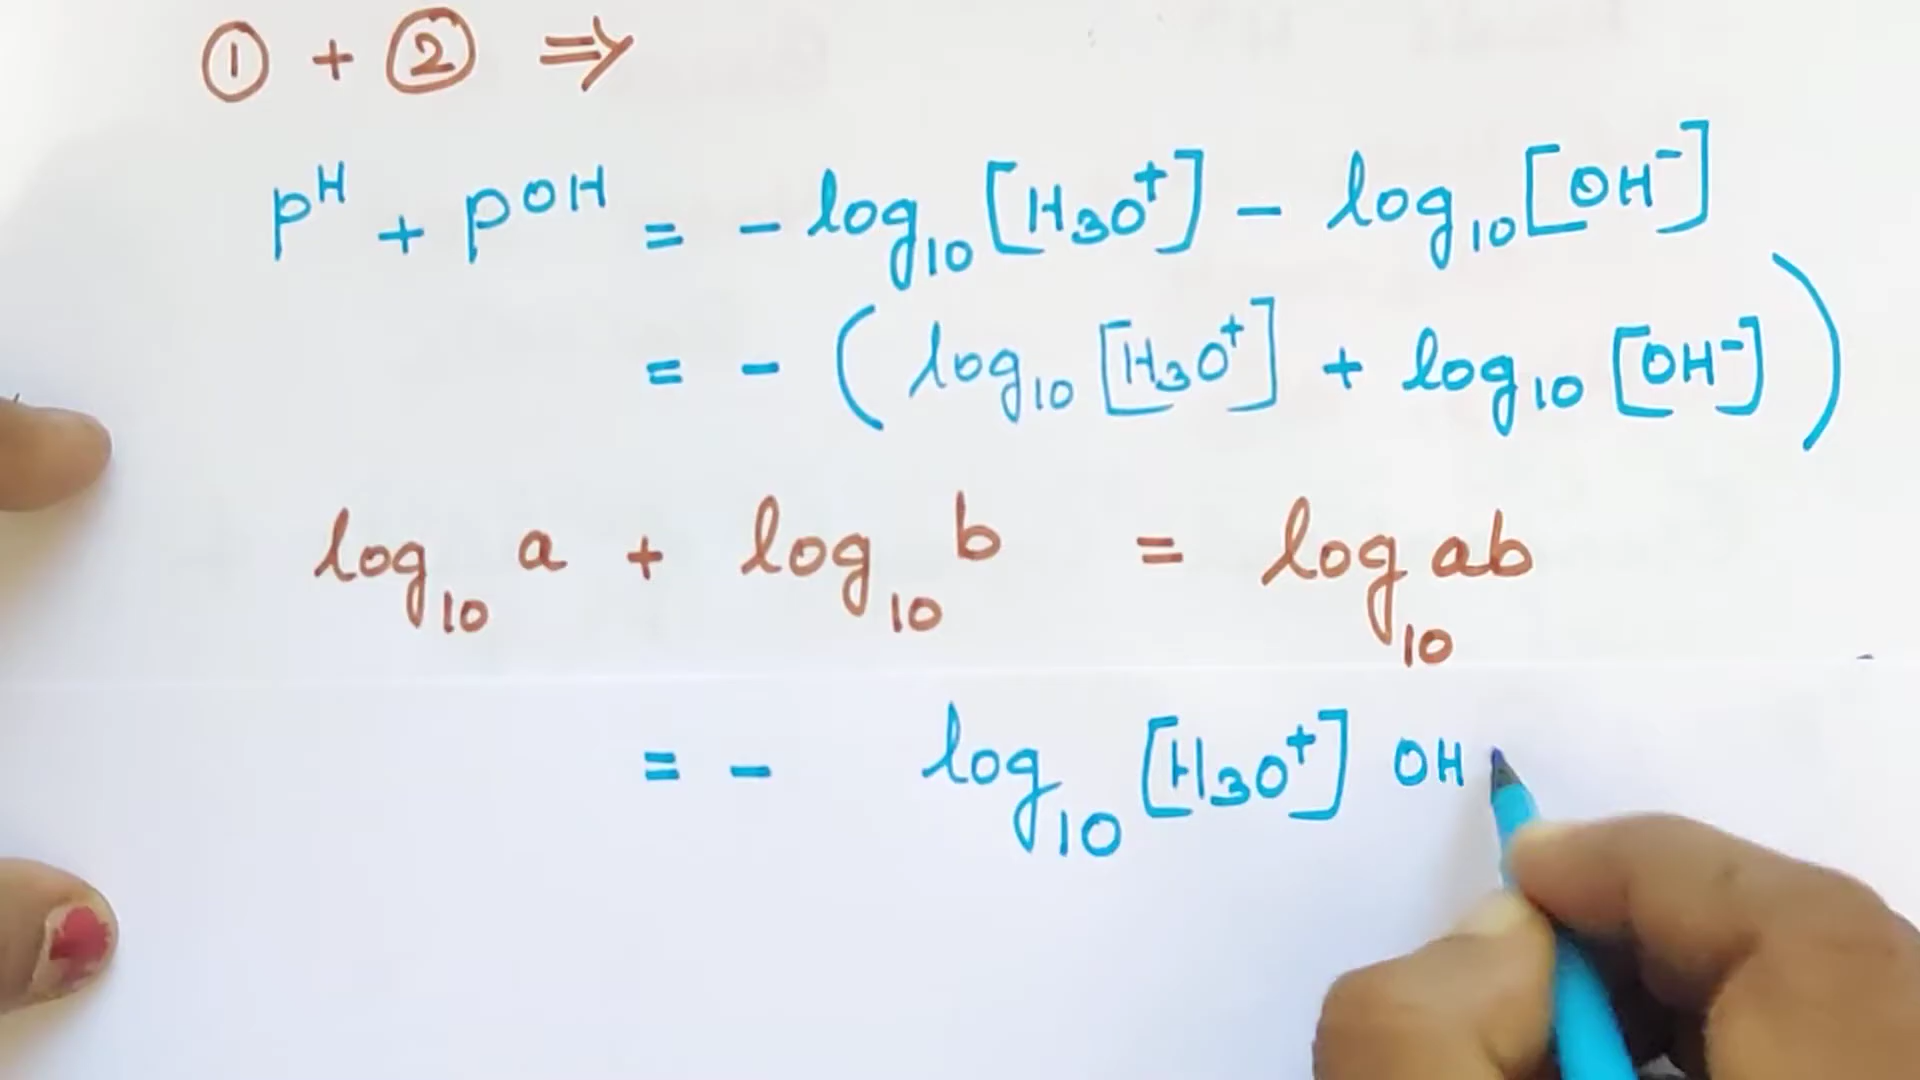 ① + ② ⇒
pᴴ + pᴼᴴ = - log₁₀ [H₃O⁺] - log₁₀ [OH⁻]
= - ( log₁₀ [H₃O⁺] + log₁₀ [OH⁻] )
log₁₀ a + log₁₀ b = log₁₀ ab
= - log₁₀ [H₃O⁺] OH